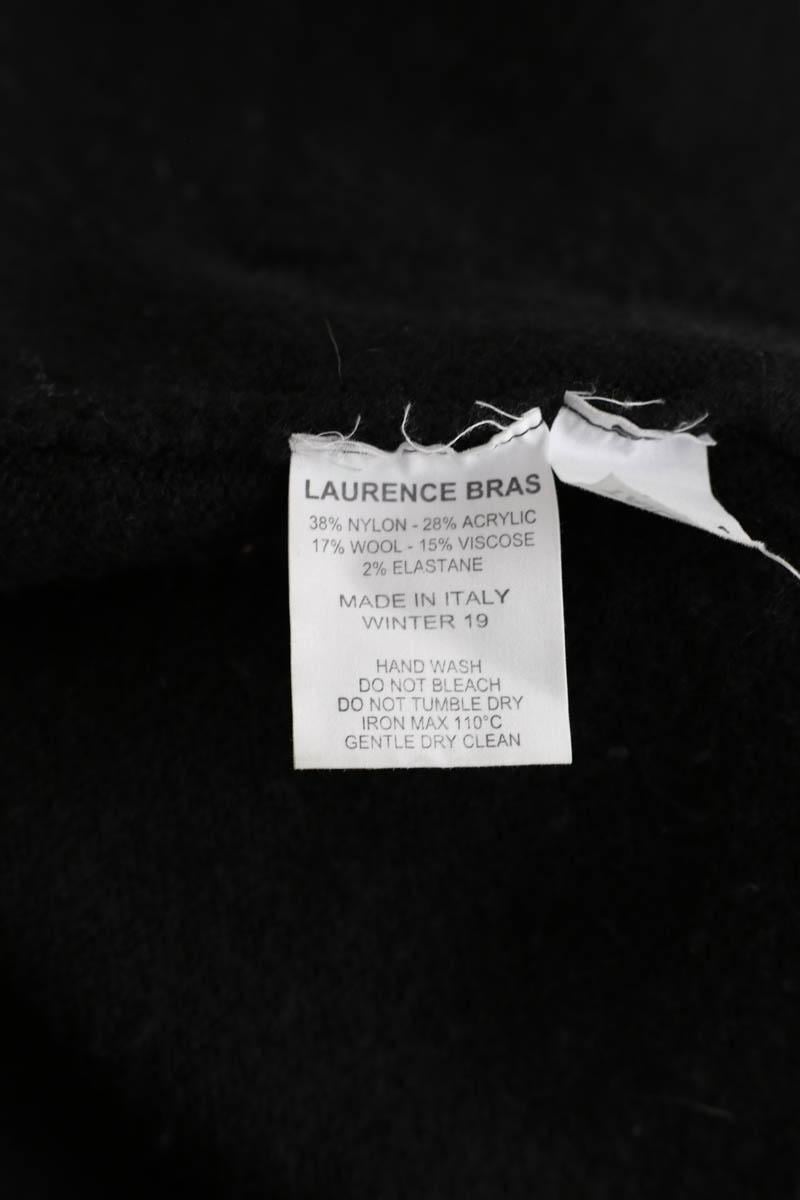 LAURENCE BRAS
38% NYLON - 28% ACRYLIC
17% WOOL - 15% VISCOSE
2% ELASTANE
MADE IN ITALY
WINTER 19
HAND WASH
DO NOT BLEACH
DO NOT TUMBLE DRY
IRON MAX 110°C
GENTLE DRY CLEAN